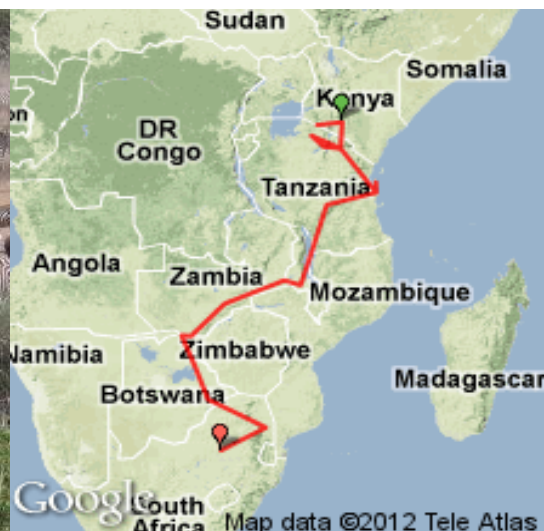 Sudan
Somalia
Kenya
DR
Congo
Tanzania
Angola
Zambia
Mozambique
Namibia
Zimbabwe
Madagascar
Botswana
Google
South
Africa
Map data ©2012 Tele Atlas